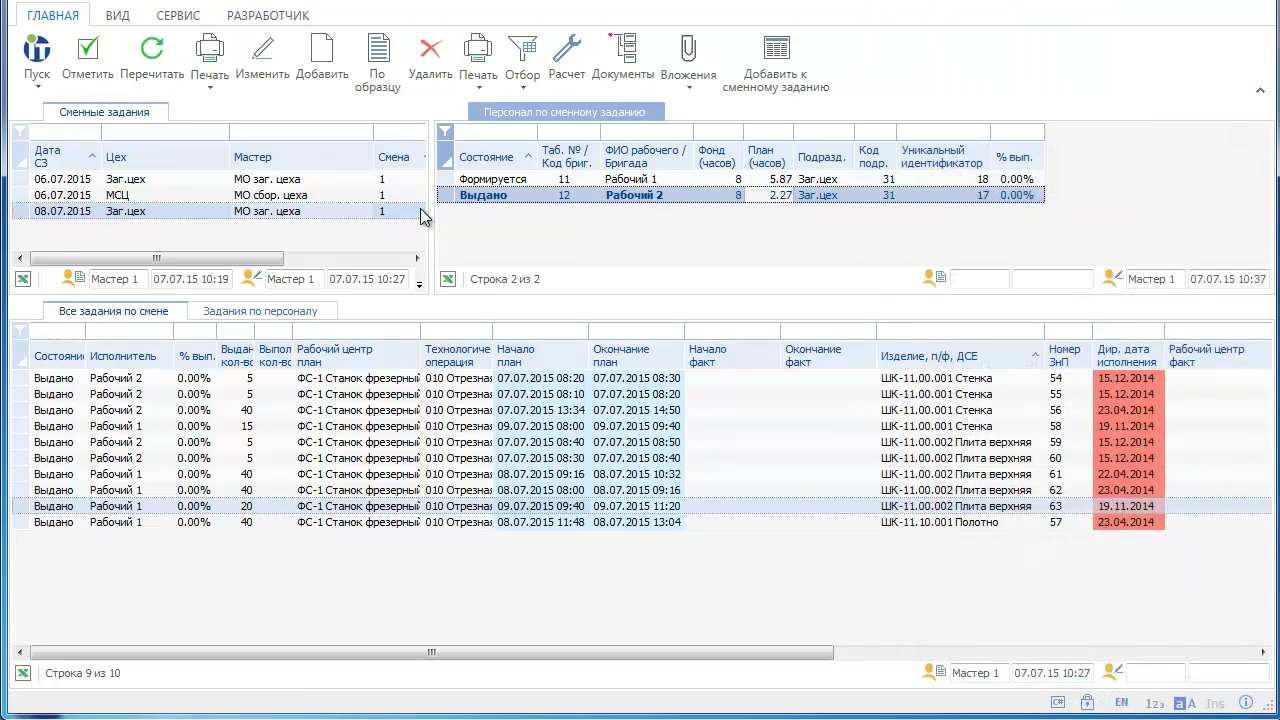 ГЛАВНАЯ ВИД СЕРВИС РАЗРАБОТЧИК
Пуск Отметить Перечитать Печать Изменить Добавить По образцу Удалить Печать Отбор Расчет Документы Вложения Добавить к сменному заданию
Сменные задания
Дата СЗ Цех Мастер Смена
06.07.2015 Заг.цех МО заг. цеха 1
06.07.2015 МСЦ МО сбор. цеха 1
08.07.2015 Заг.цех МО заг. цеха 1
Мастер 1 07.07.15 10:19 Мастер 1 07.07.15 10:27
Персонал по сменному заданию
Состояние Таб. № / Код бриг. ФИО рабочего / Бригада Фонд (часов) План (часов) Подразд. Код подр. Уникальный идентификатор % вып.
Формируется 11 Рабочий 1 8 5.87 Заг.цех 31 18 0.00%
Выдано 12 Рабочий 2 8 2.27 Заг.цех 31 17 0.00%
Строка 2 из 2 Мастер 1 07.07.15 10:37
Все задания по смене Задания по персоналу
Состояние Исполнитель % вып. Выдан кол-во Выпол кол-во Рабочий центр план Технологиче операция Начало план Окончание план Начало факт Окончание факт Изделие, п/ф, ДСЕ Номер ЗнП Дир. дата исполнения Рабочий центр факт
Выдано Рабочий 2 0.00% 5 ФС-1 Станок фрезерный 010 Отрезна 07.07.2015 08:20 07.07.2015 08:30 ШК-11.00.001 Стенка 54 15.12.2014
Выдано Рабочий 2 0.00% 5 ФС-1 Станок фрезерный 010 Отрезна 07.07.2015 08:10 07.07.2015 08:20 ШК-11.00.001 Стенка 55 15.12.2014
Выдано Рабочий 2 0.00% 40 ФС-1 Станок фрезерный 010 Отрезна 07.07.2015 13:34 07.07.2015 14:50 ШК-11.00.001 Стенка 56 23.04.2014
Выдано Рабочий 1 0.00% 15 ФС-1 Станок фрезерный 010 Отрезна 09.07.2015 08:00 09.07.2015 09:40 ШК-11.00.001 Стенка 58 19.11.2014
Выдано Рабочий 2 0.00% 5 ФС-1 Станок фрезерный 010 Отрезна 07.07.2015 08:40 07.07.2015 08:50 ШК-11.00.002 Плита верхняя 59 15.12.2014
Выдано Рабочий 2 0.00% 5 ФС-1 Станок фрезерный 010 Отрезна 07.07.2015 08:30 07.07.2015 08:40 ШК-11.00.002 Плита верхняя 60 15.12.2014
Выдано Рабочий 1 0.00% 40 ФС-1 Станок фрезерный 010 Отрезна 08.07.2015 09:16 08.07.2015 10:32 ШК-11.00.002 Плита верхняя 61 22.04.2014
Выдано Рабочий 1 0.00% 40 ФС-1 Станок фрезерный 010 Отрезна 08.07.2015 08:00 08.07.2015 09:16 ШК-11.00.002 Плита верхняя 62 23.04.2014
Выдано Рабочий 1 0.00% 20 ФС-1 Станок фрезерный 010 Отрезна 09.07.2015 09:40 09.07.2015 11:20 ШК-11.00.002 Плита верхняя 63 19.11.2014
Выдано Рабочий 1 0.00% 40 ФС-1 Станок фрезерный 010 Отрезна 08.07.2015 11:48 08.07.2015 13:04 ШК-11.10.001 Полотно 57 23.04.2014
Строка 9 из 10 Мастер 1 07.07.15 10:27
C# EN 123 aA Ins